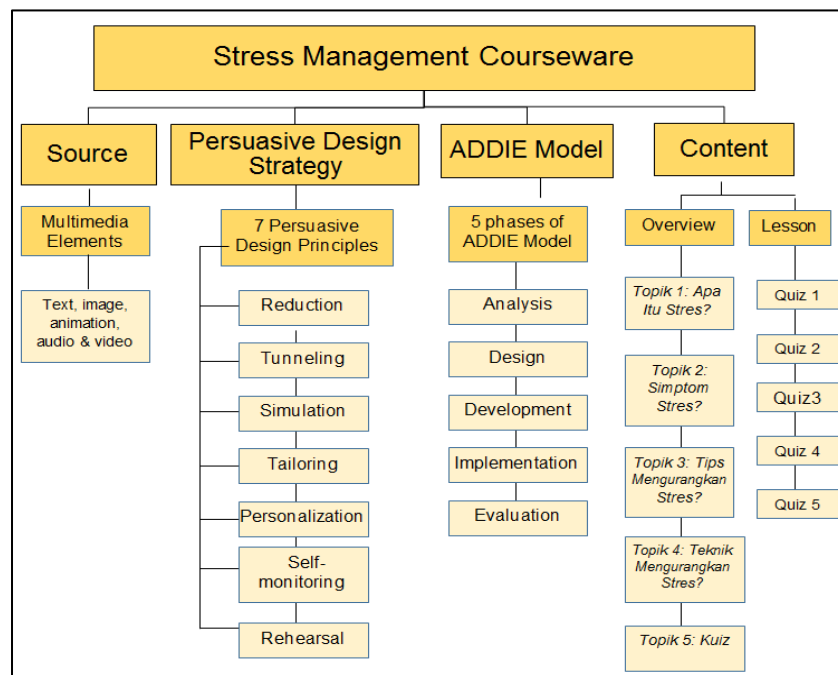 Stress Management Courseware
Source
Multimedia
Elements
Text, image,
animation,
audio & video
Persuasive Design
Strategy
7 Persuasive
Design Principles
Reduction
Tunneling
Simulation
Tailoring
Personalization
Self-
monitoring
Rehearsal
ADDIE Model
5 phases of
ADDIE Model
Analysis
Design
Development
Implementation
Evaluation
Content
Overview
Topik 1: Apa
Itu Stres?
Topik 2:
Simptom
Stres?
Topik 3: Tips
Mengurangkan
Stres?
Topik 4: Teknik
Mengurangkan
Stres?
Topik 5: Kuiz
Lesson
Quiz 1
Quiz 2
Quiz3
Quiz 4
Quiz 5